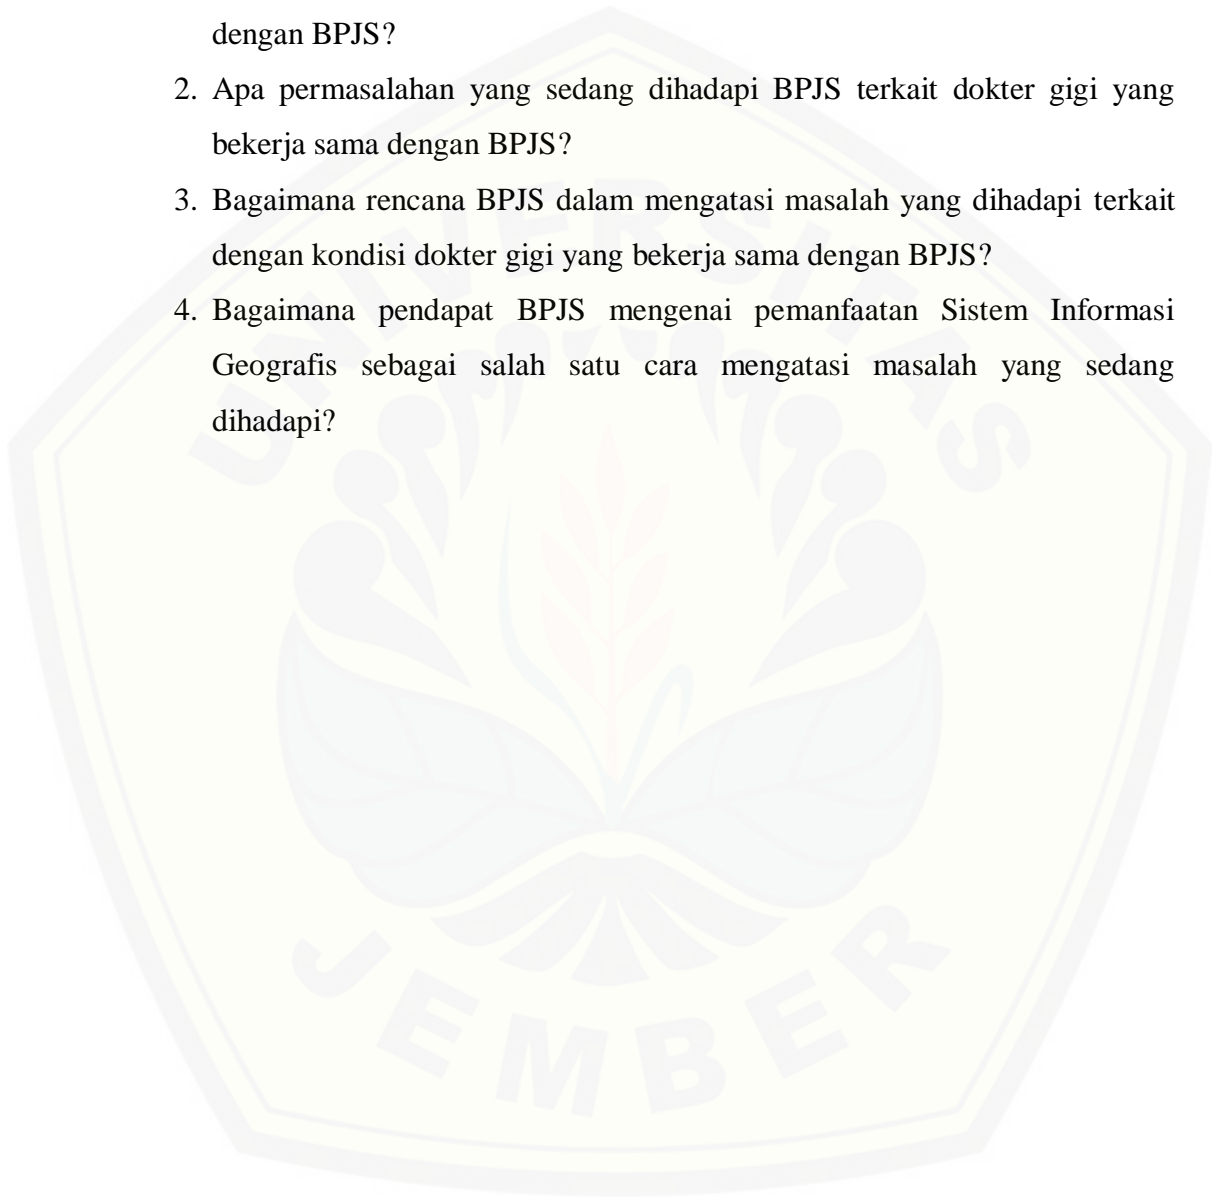 dengan BPJS?
2. Apa permasalahan yang sedang dihadapi BPJS terkait dokter gigi yang
bekerja sama dengan BPJS?
3. Bagaimana rencana BPJS dalam mengatasi masalah yang dihadapi terkait
dengan kondisi dokter gigi yang bekerja sama dengan BPJS?
4. Bagaimana pendapat BPJS mengenai pemanfaatan Sistem Informasi
Geografis sebagai salah satu cara mengatasi masalah yang sedang
dihadapi?
UNIVERSITAS
JEMBER